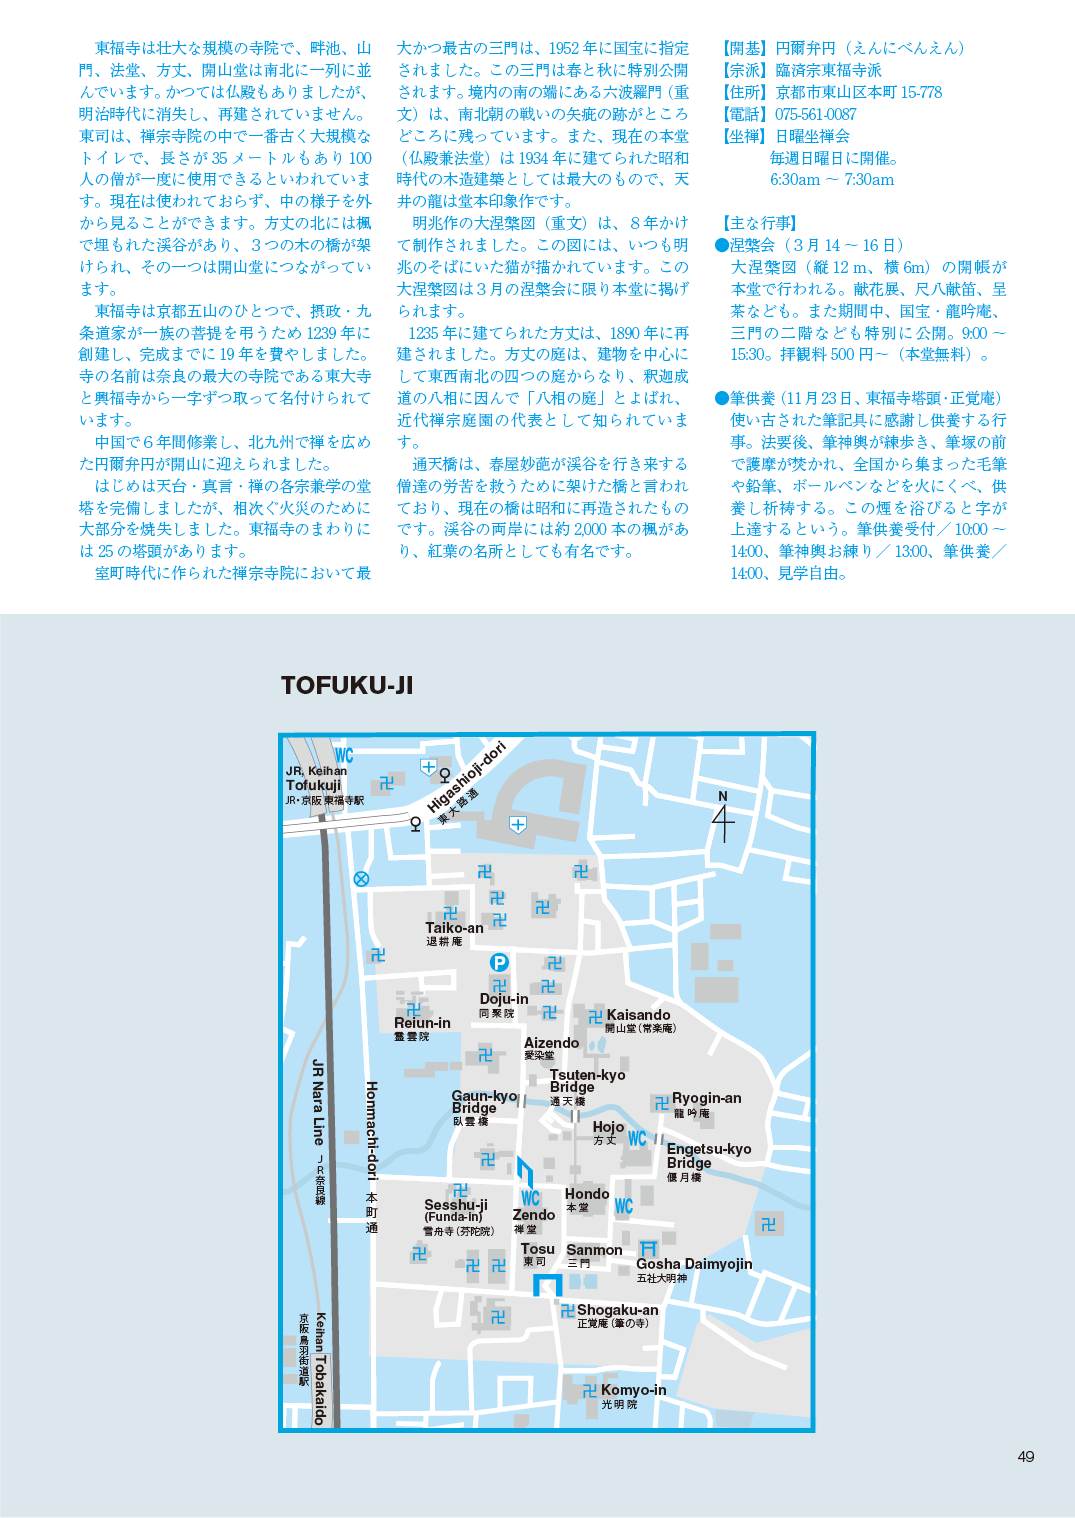 東福寺は壮大な規模の寺院で、畔池、山
門、法堂、方丈、開山堂は南北に一列に並
んでいます。かつては仏殿もありましたが、
明治時代に消失し、再建されていません。
東司は、禅宗寺院の中で一番古く大規模な
トイレで、長さが 35 メートルもあり 100
人の僧が一度に使用できるといわれていま
す。現在は使われておらず、中の様子を外
から見ることができます。方丈の北には楓
で埋もれた渓谷があり、３つの木の橋が架
けられ、その一つは開山堂につながってい
ます。
東福寺は京都五山のひとつで、摂政・九
条道家が一族の菩提を弔うため 1239 年に
創建し、完成までに 19 年を費やしました。
寺の名前は奈良の最大の寺院である東大寺
と興福寺から一字ずつ取って名付けられて
います。
中国で６年間修業し、北九州で禅を広め
た円爾弁円が開山に迎えられました。
はじめは天台・真言・禅の各宗兼学の堂
塔を完備しましたが、相次ぐ火災のために
大部分を焼失しました。東福寺のまわりに
は 25 の塔頭があります。
室町時代に作られた禅宗寺院において最
大かつ最古の三門は、1952 年に国宝に指定
されました。この三門は春と秋に特別公開
されます。境内の南の端にある六波羅門（重
文）は、南北朝の戦いの矢疵の跡がところ
どころに残っています。また、現在の本堂
（仏殿兼法堂）は 1934 年に建てられた昭和
時代の木造建築としては最大のもので、天
井の龍は堂本印象作です。
明兆作の大涅槃図（重文）は、８年かけ
て制作されました。この図には、いつも明
兆のそばにいた猫が描かれています。この
大涅槃図は３月の涅槃会に限り本堂に掲げ
られます。
1235 年に建てられた方丈は、1890 年に再
建されました。方丈の庭は、建物を中心に
して東西南北の四つの庭からなり、釈迦成
道の八相に因んで「八相の庭」とよばれ、
近代禅宗庭園の代表として知られていま
す。
通天橋は、春屋妙葩が渓谷を行き来する
僧達の労苦を救うために架けた橋と言われ
ており、現在の橋は昭和に再造されたもの
です。渓谷の両岸には約 2,000 本の楓があ
り、紅葉の名所としても有名です。
【開基】円爾弁円（えんにべんえん）
【宗派】臨済宗東福寺派
【住所】京都市東山区本町 15-778
【電話】075-561-0087
【坐禅】日曜坐禅会
毎週日曜日に開催。
6:30am ～ 7:30am
【主な行事】
●涅槃会（３月 14 ～ 16 日）
大涅槃図（縦 12 m、横 6m）の開帳が
本堂で行われる。献花展、尺八献笛、呈
茶なども。また期間中、国宝・龍吟庵、
三門の二階なども特別に公開。9:00 ～
15:30。拝観料 500 円～（本堂無料）。
●筆供養（11 月 23 日、東福寺塔頭・正覚庵）
使い古された筆記具に感謝し供養する行
事。法要後、筆神輿が練歩き、筆塚の前
で護摩が焚かれ、全国から集まった毛筆
や鉛筆、ボールペンなどを火にくべ、供
養し祈祷する。この煙を浴びると字が
上達するという。筆供養受付／ 10:00 ～
14:00、筆神輿お練り／ 13:00、筆供養／
14:00、見学自由。
TOFUKU-JI
WC
JR, Keihan
Tofukuji
JR・京阪 東福寺駅
Higashioji-dori
東大路通
N
Taiko-an
退耕庵
P
Doju-in
同聚院
Reiun-in
霊雲院
Kaisando
開山堂（常楽庵）
Aizendo
愛染堂
Tsuten-kyo
Bridge
通天橋
Gaun-kyo
Bridge
臥雲橋
Ryogin-an
龍吟庵
Hojo
方丈
WC
Engetsu-kyo
Bridge
偃月橋
JR Nara Line
ＪＲ奈良線
Honmachi-dori
本町通
Sesshu-ji
(Funda-in)
雪舟寺（芬陀院）
WC
Zendo
禅堂
Hondo
本堂
WC
Tosu
東司
Sanmon
三門
Gosha Daimyojin
五社大明神
Shogaku-an
正覚庵（筆の寺）
Keihan Tobakaido
京阪鳥羽街道駅
Komyo-in
光明院
49